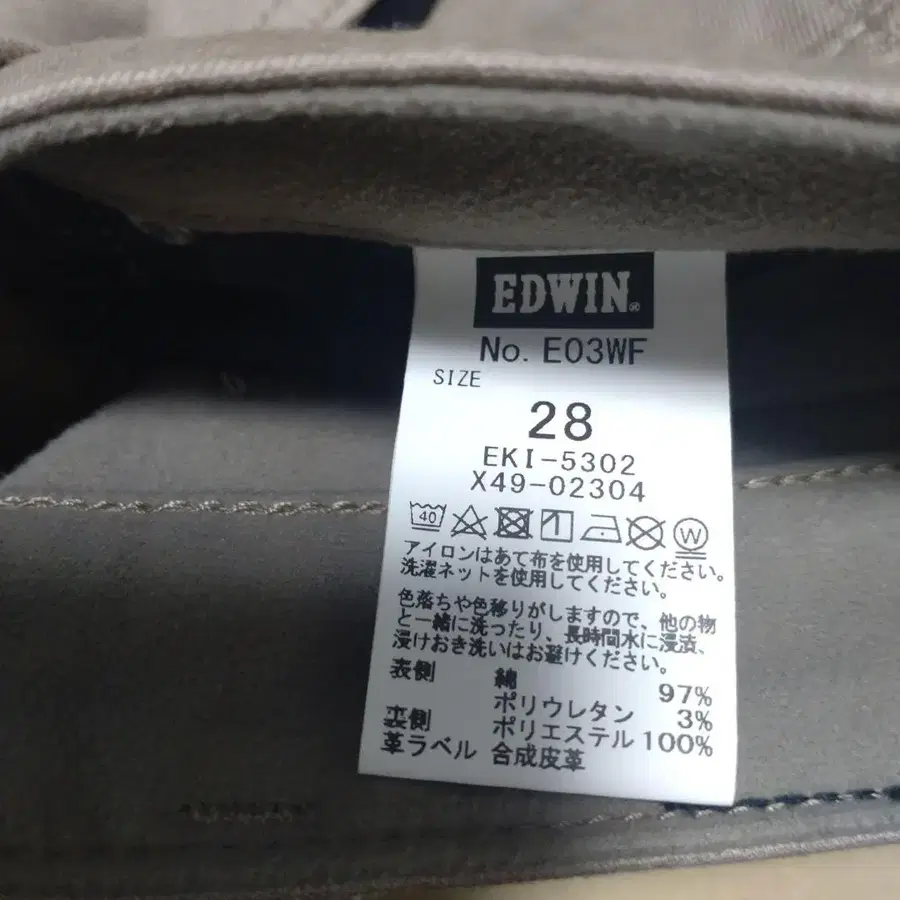 EDWIN®
No. E03WF
SIZE
28
EKI-5302
X49-02304
40 W
アイロンはあて布を使用してください。
洗濯ネットを使用してください。
色落ちや色移りがしますので、他の物
と一緒に洗ったり、長時間水に浸漬、
浸けおき洗いはお避けください。
表側 綿 97%
ポリウレタン 3%
裏側 ポリエステル 100%
革ラベル 合成皮革